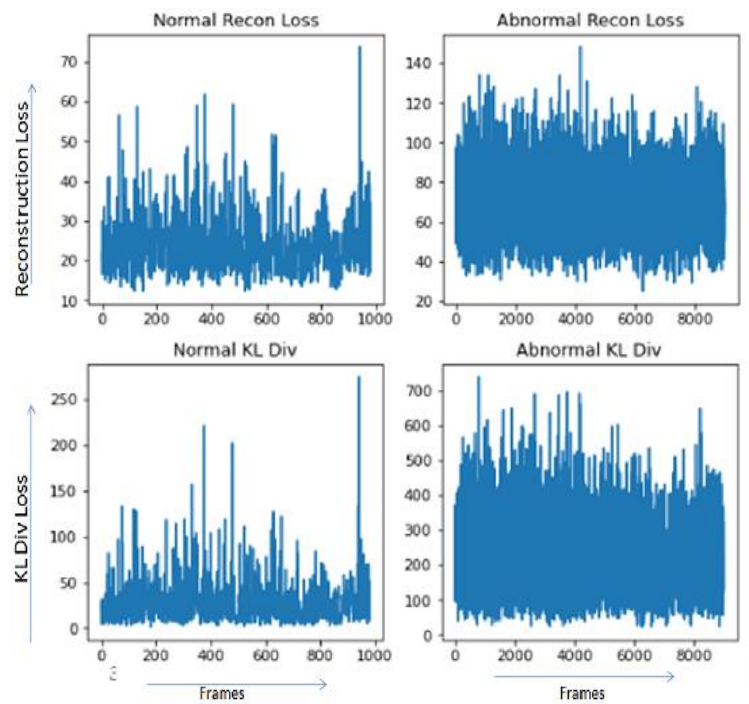 Normal Recon Loss
Abnormal Recon Loss
Reconstruction Loss
70
60
50
40
30
20
10
0 200 400 600 800 1000
140
120
100
80
60
40
20
0 2000 4000 6000 8000
Normal KL Div
Abnormal KL Div
KL Div Loss
250
200
150
100
50
0
0 200 400 600 800 1000
Frames
700
600
500
400
300
200
100
0
0 2000 4000 6000 8000
Frames